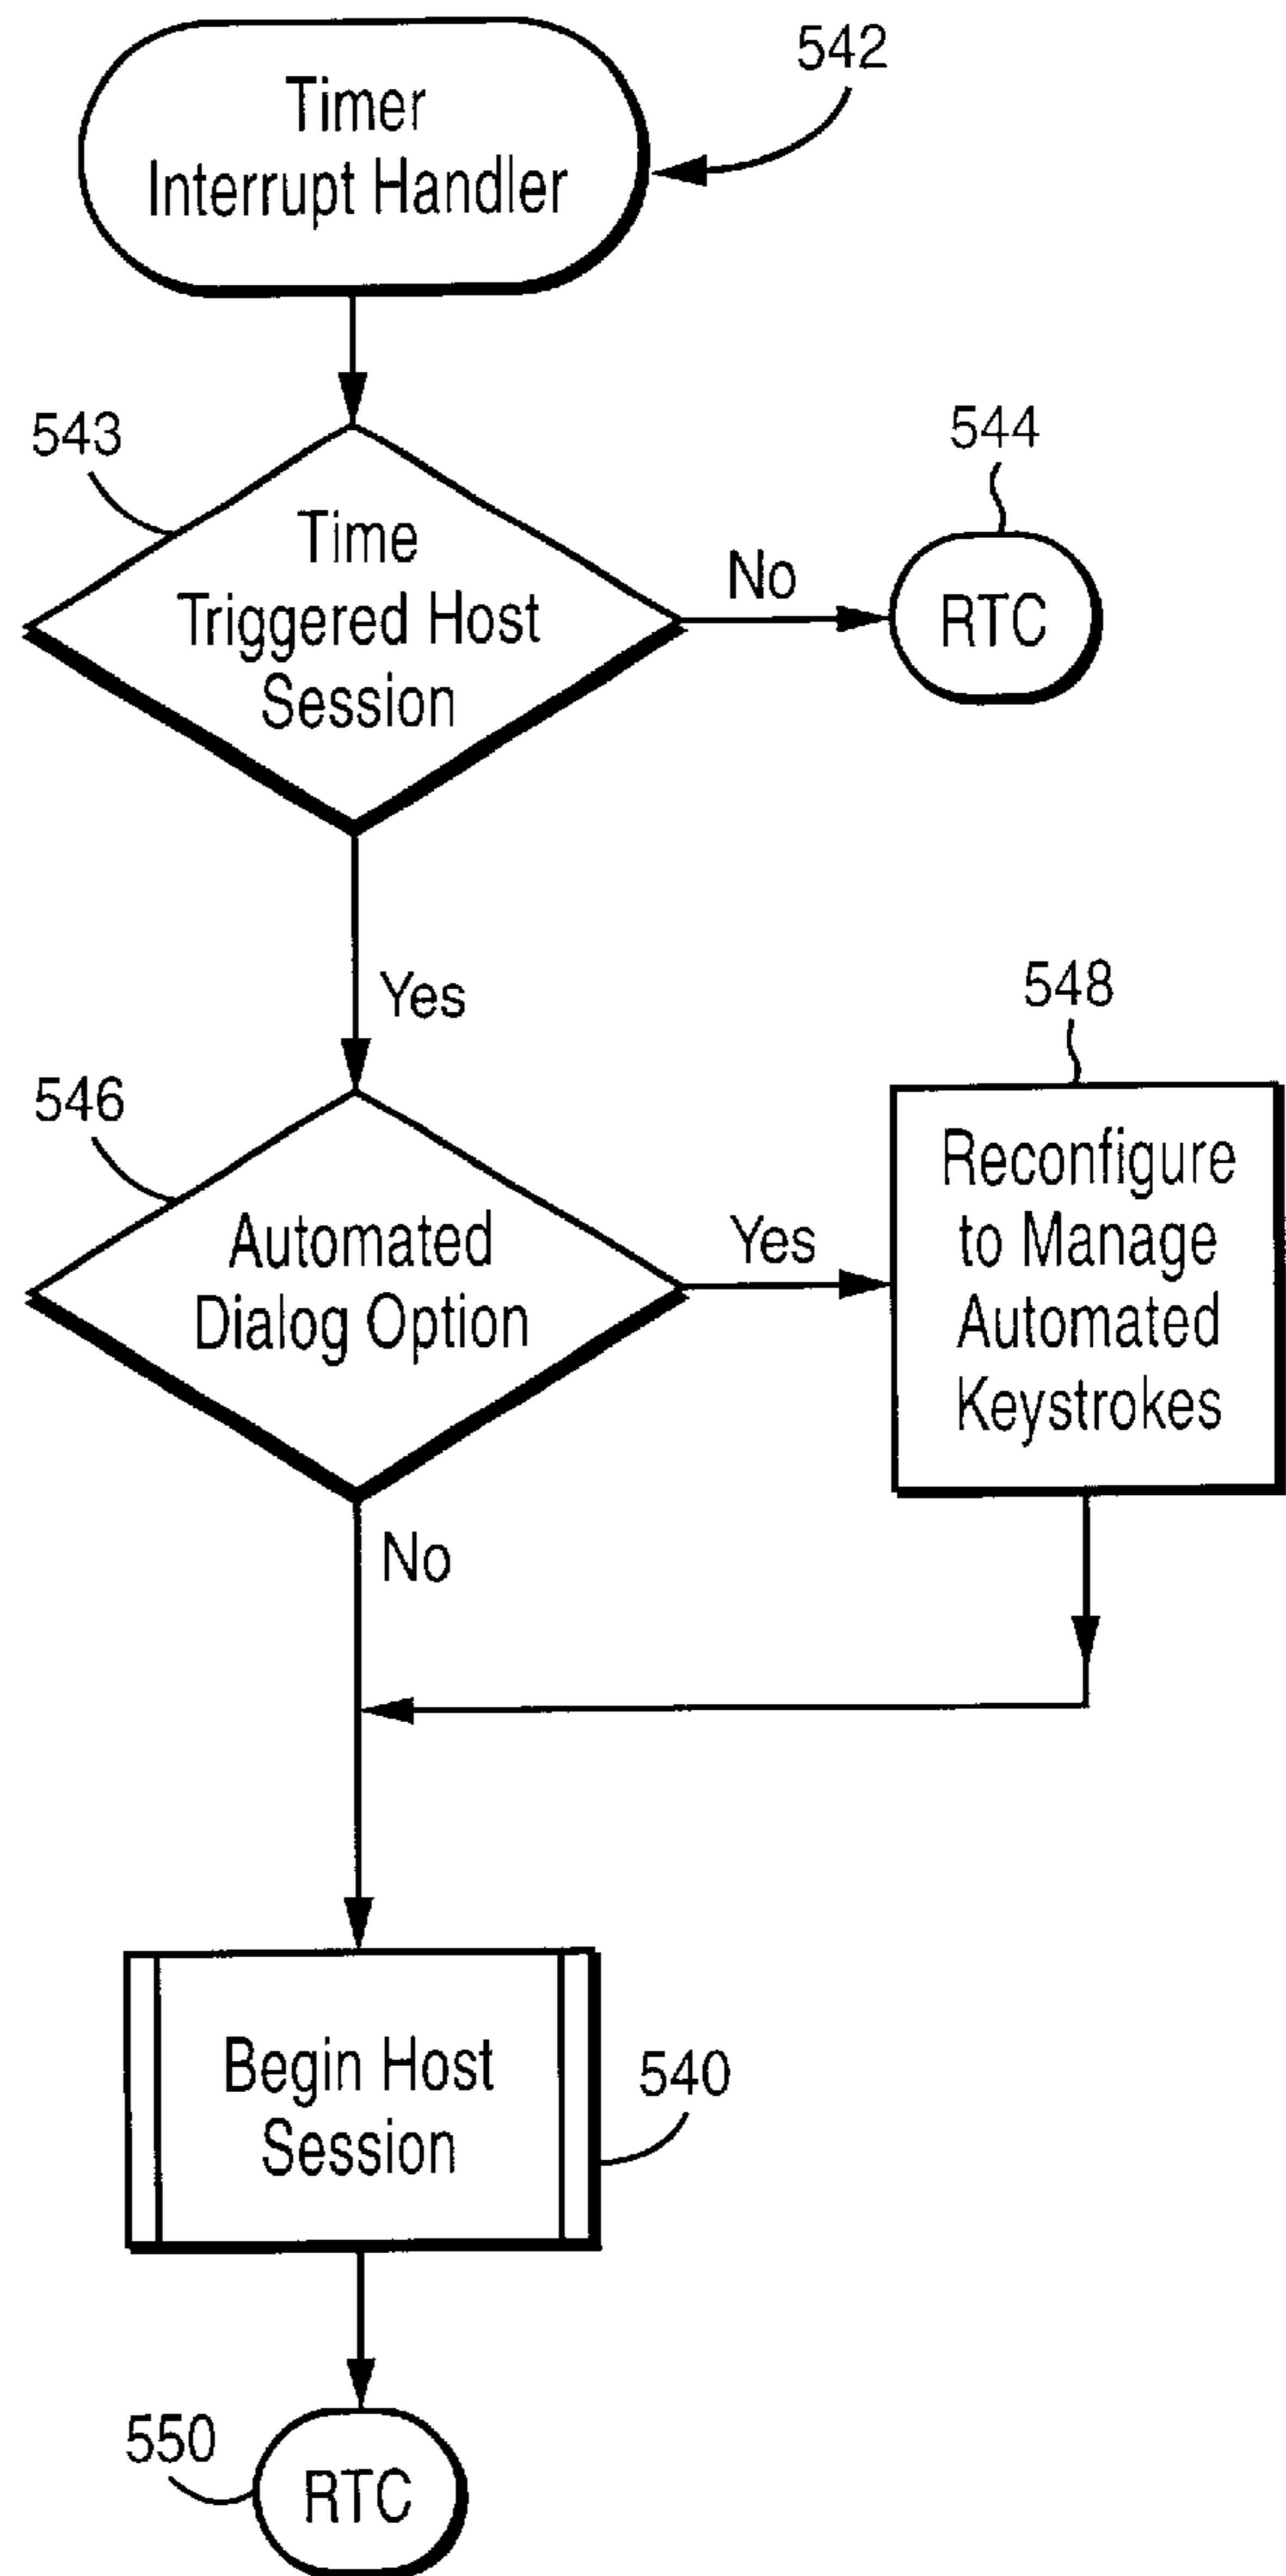 542
Timer
Interrupt Handler
543
Time
Triggered Host
Session
No
544
RTC
Yes
546
Automated
Dialog Option
Yes
548
Reconfigure
to Manage
Automated
Keystrokes
No
Begin Host
Session
540
550
RTC